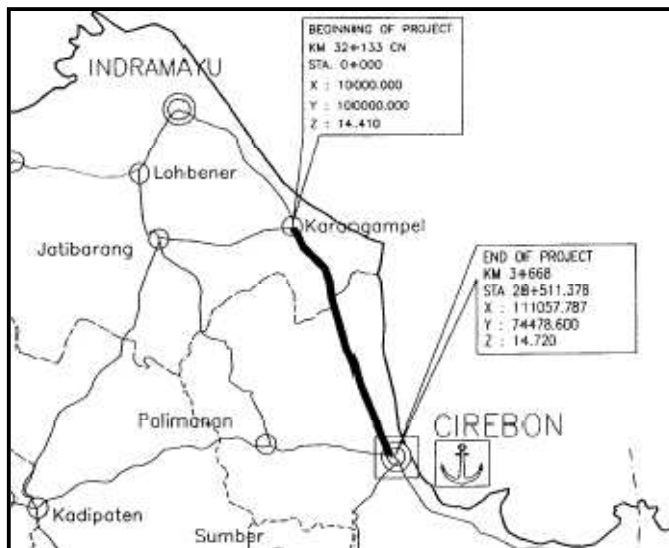 BEGINNING OF PROJECT
KM 32+133 CN
STA. 0+000
X : 10000.000
Y : 100000.000
Z : 14.410
INDRAMAYU
Lohbener
Karangampel
Jatibarang
END OF PROJECT
KM 3+668
STA 28+511.378
X : 111057.787
Y : 74478.600
Z : 14.720
Palimanan
CIREBON
Kadipaten
Sumber